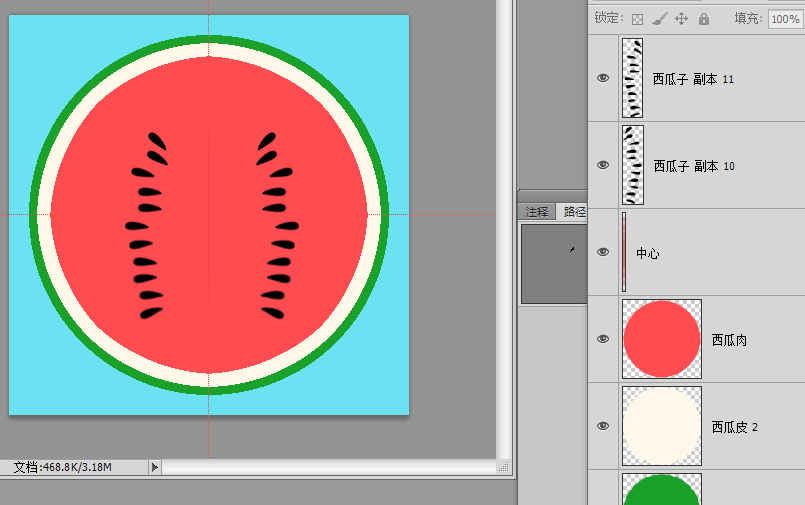 锁定:
填充: 100%
西瓜子 副本 11
西瓜子 副本 10
注释
路径
中心
西瓜肉
西瓜皮 2
文档:468.8K/3.18M